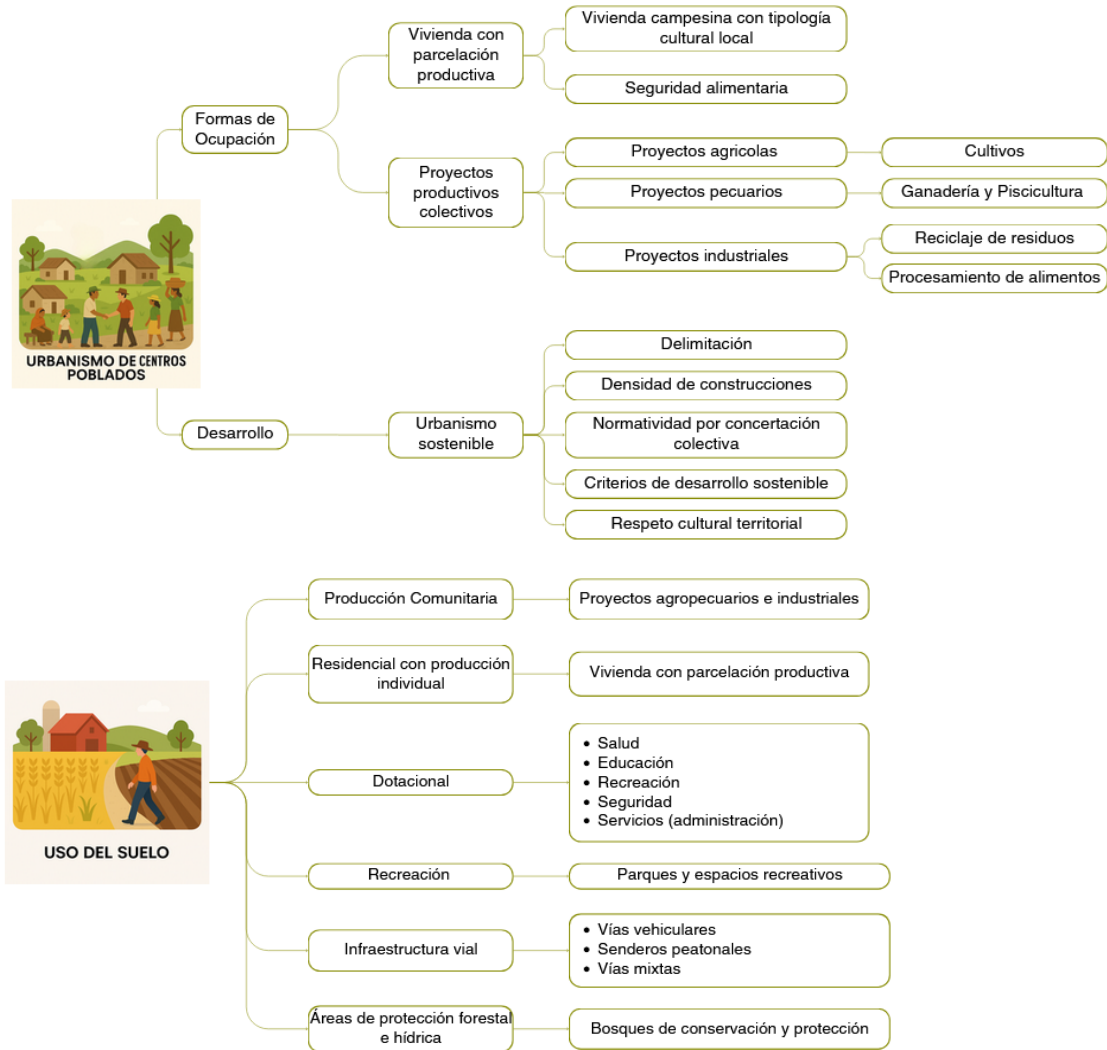 Vivienda con
parcelación
productiva
Vivienda campesina con tipología
cultural local
Seguridad alimentaria
Formas de
Ocupación
Proyectos
productivos
colectivos
Proyectos agricolas
Cultivos
Proyectos pecuarios
Ganadería y Piscicultura
Proyectos industriales
Reciclaje de residuos
Procesamiento de alimentos
URBANISMO DE CENTROS
POBLADOS
Desarrollo
Urbanismo
sostenible
Delimitación
Densidad de construcciones
Normatividad por concertación
colectiva
Criterios de desarrollo sostenible
Respeto cultural territorial
Producción Comunitaria
Proyectos agropecuarios e industriales
Residencial con producción
individual
Vivienda con parcelación productiva
USO DEL SUELO
Dotacional
• Salud
• Educación
• Recreación
• Seguridad
• Servicios (administración)
Recreación
Parques y espacios recreativos
Infraestructura vial
• Vías vehiculares
• Senderos peatonales
• Vías mixtas
Áreas de protección forestal
e hídrica
Bosques de conservación y protección